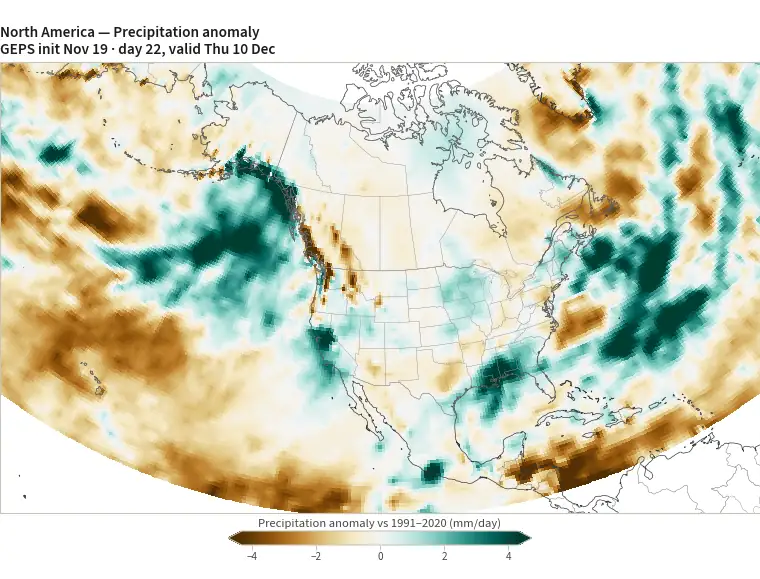 North America — Precipitation anomaly
GEPS init Nov 19 · day 22, valid Thu 10 Dec
Precipitation anomaly vs 1991–2020 (mm/day)
−4 −2 0 2 4